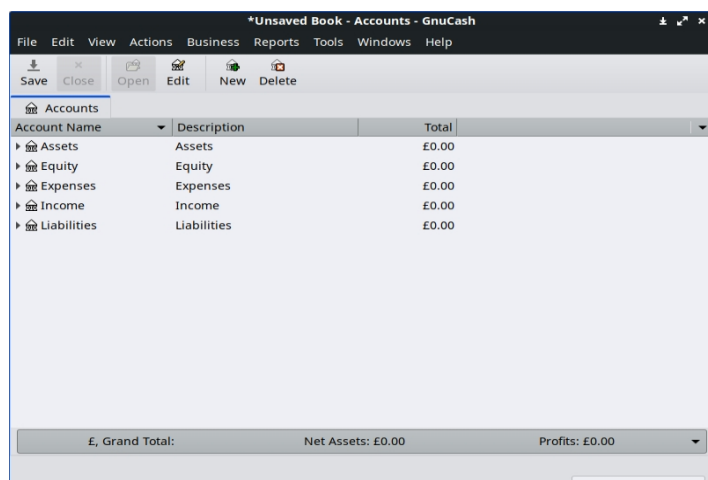 *Unsaved Book - Accounts - GnuCash
File Edit View Actions Business Reports Tools Windows Help
Save Close Open Edit New Delete
Accounts
Account Name Description Total
Assets Assets £0.00
Equity Equity £0.00
Expenses Expenses £0.00
Income Income £0.00
Liabilities Liabilities £0.00
£, Grand Total: Net Assets: £0.00 Profits: £0.00